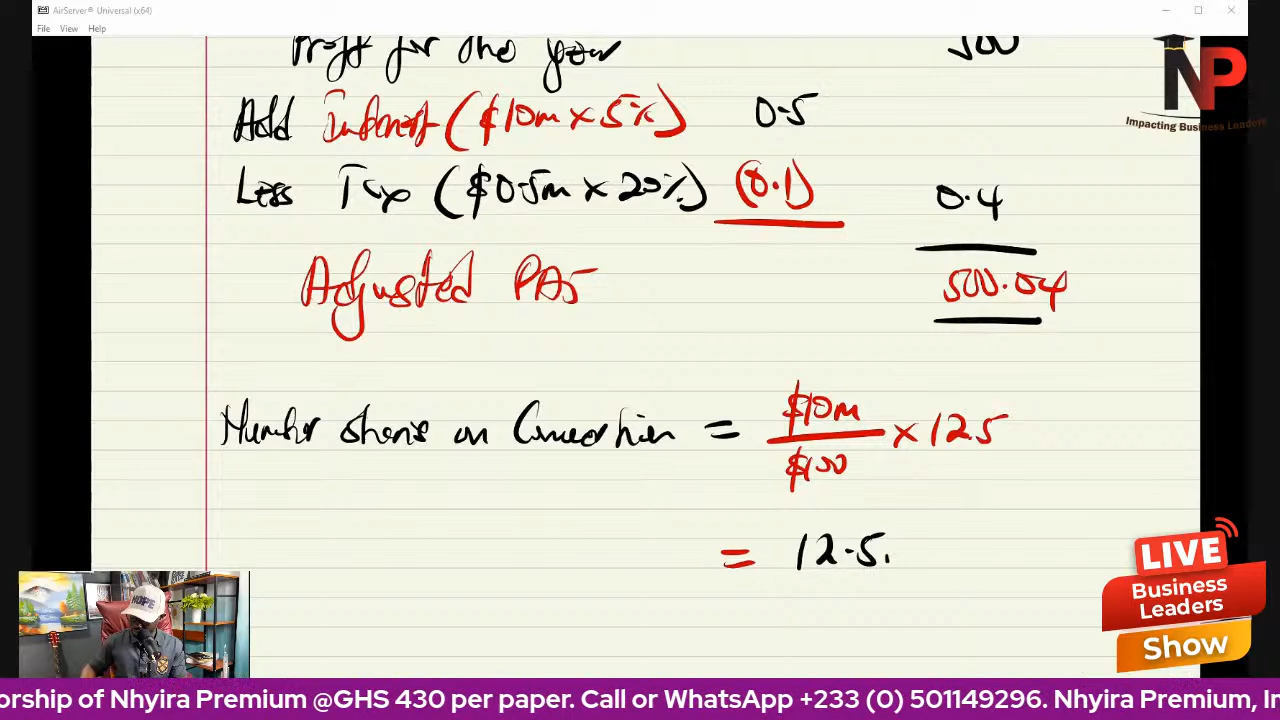 AirServer® Universal (x64)
File View Help
Profit for the year 500
Add Interest ($10m x 5%) 0.5
Less Tax ($0.5m x 20%) (0.1) 0.4
Adjusted PAT 500.04
Number shares on Conversion = $10m / $100 x 125
= 12.5
NP
Impacting Business Leaders
LIVE
Business
Leaders
Show
orship of Nhyira Premium @GHS 430 per paper. Call or WhatsApp +233 (0) 501149296. Nhyira Premium, In